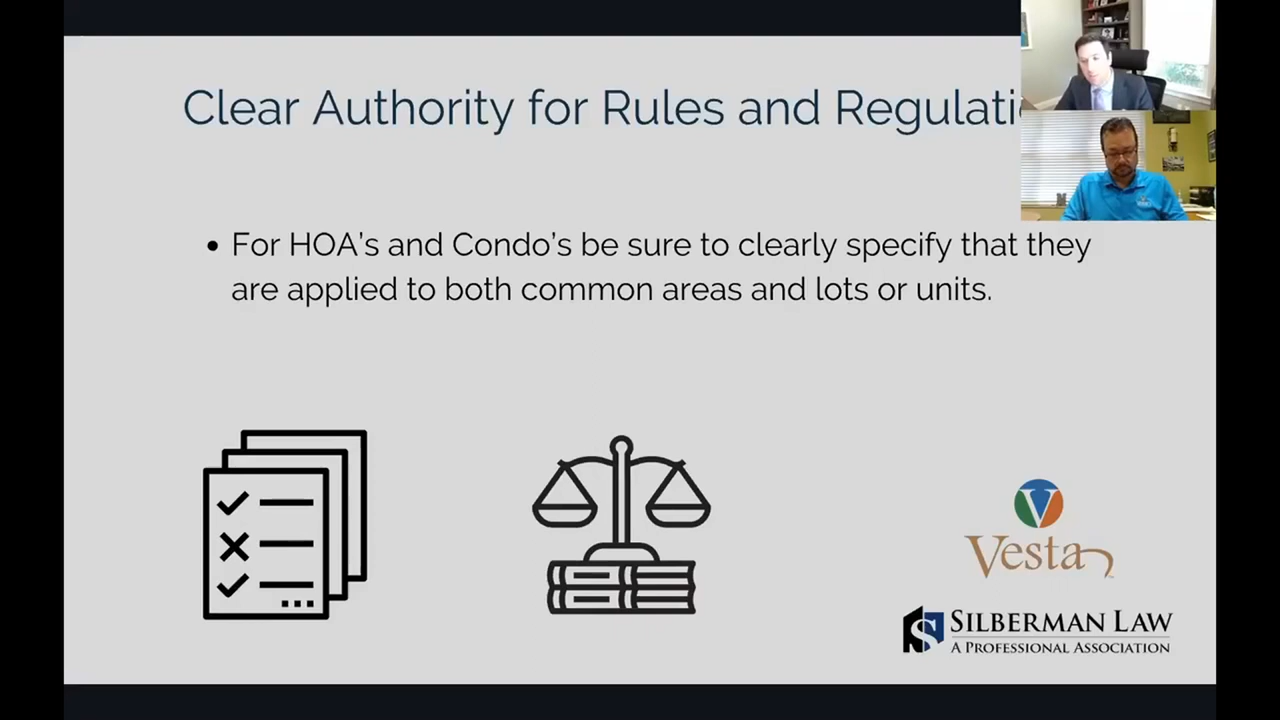 Clear Authority for Rules and Regulati
• For HOA's and Condo's be sure to clearly specify that they
are applied to both common areas and lots or units.
Vesta
SILBERMAN LAW
A PROFESSIONAL ASSOCIATION